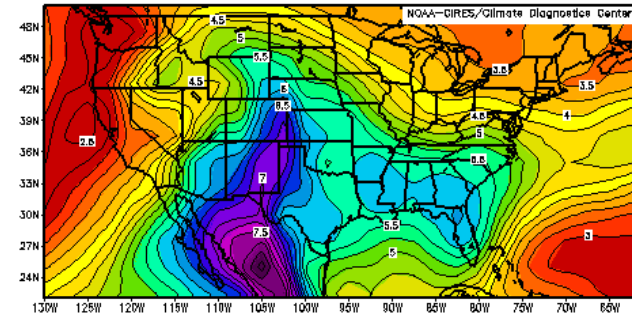 NOAA-CIRES/Climate Diagnostics Center
48N
45N
42N
39N
36N
33N
30N
27N
24N
4.5
5
5.5
4.5
6
6.5
2.5
3.5
3.5
4
4.5
5
5.5
7
7.5
5.5
5
3
130W 125W 120W 115W 110W 105W 100W 95W 90W 85W 80W 75W 70W 65W